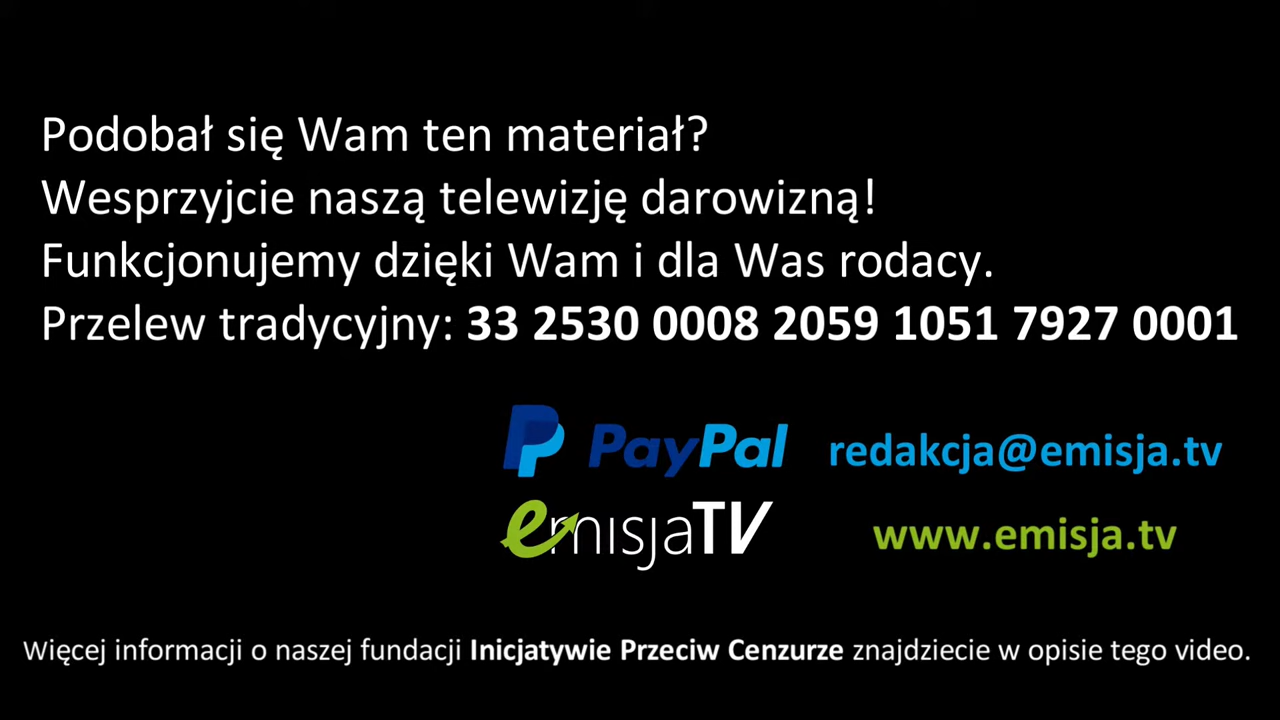 Podobał się Wam ten materiał?
Wesprzyjcie naszą telewizję darowizną!
Funkcjonujemy dzięki Wam i dla Was rodacy.
Przelew tradycyjny: 33 2530 0008 2059 1051 7927 0001
PayPal redakcja@emisja.tv
emisjaTV www.emisja.tv
Więcej informacji o naszej fundacji Inicjatywie Przeciw Cenzurze znajdziecie w opisie tego video.